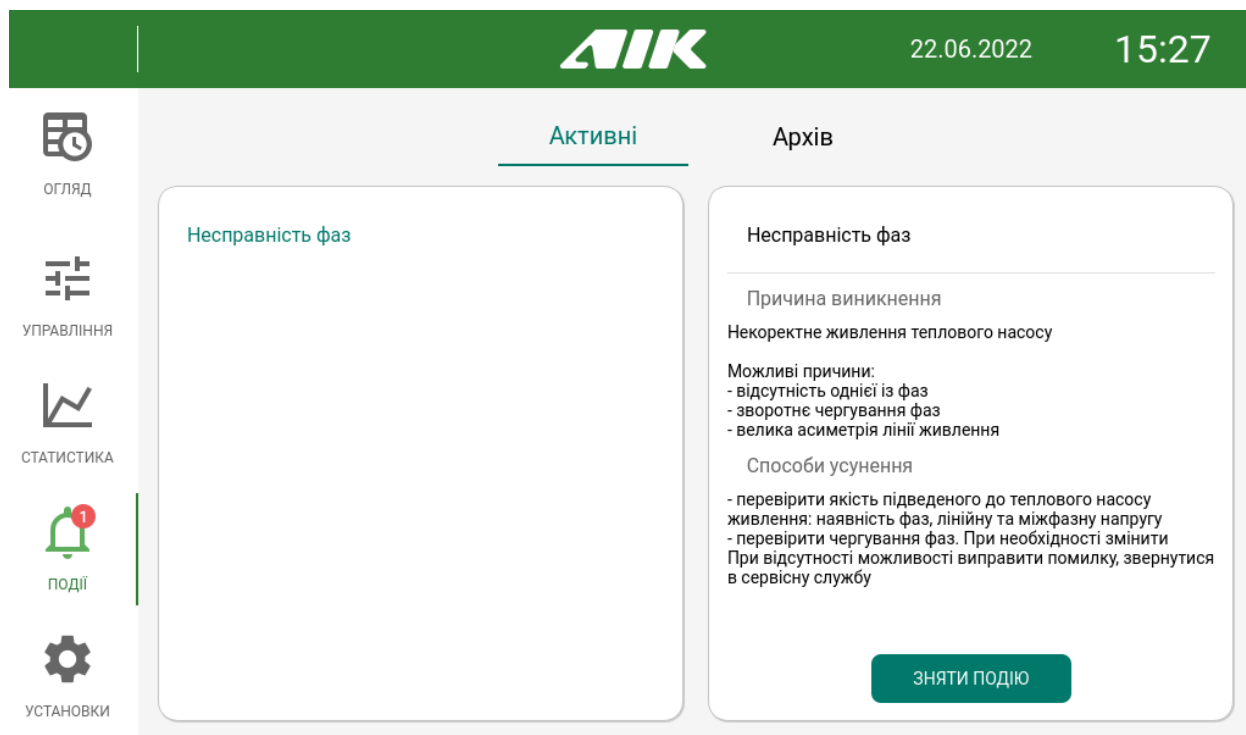 АІК
22.06.2022
15:27
Активні
Архів
ОГЛЯД
УПРАВЛІННЯ
СТАТИСТИКА
1
ПОДІЇ
УСТАНОВКИ
Несправність фаз
Несправність фаз
Причина виникнення
Некоректне живлення теплового насосу
Можливі причини:
- відсутність однієї із фаз
- зворотнє чергування фаз
- велика асиметрія лінії живлення
Способи усунення
- перевірити якість підведеного до теплового насосу
живлення: наявність фаз, лінійну та міжфазну напругу
- перевірити чергування фаз. При необхідності змінити
При відсутності можливості виправити помилку, звернутися
в сервісну службу
ЗНЯТИ ПОДІЮ